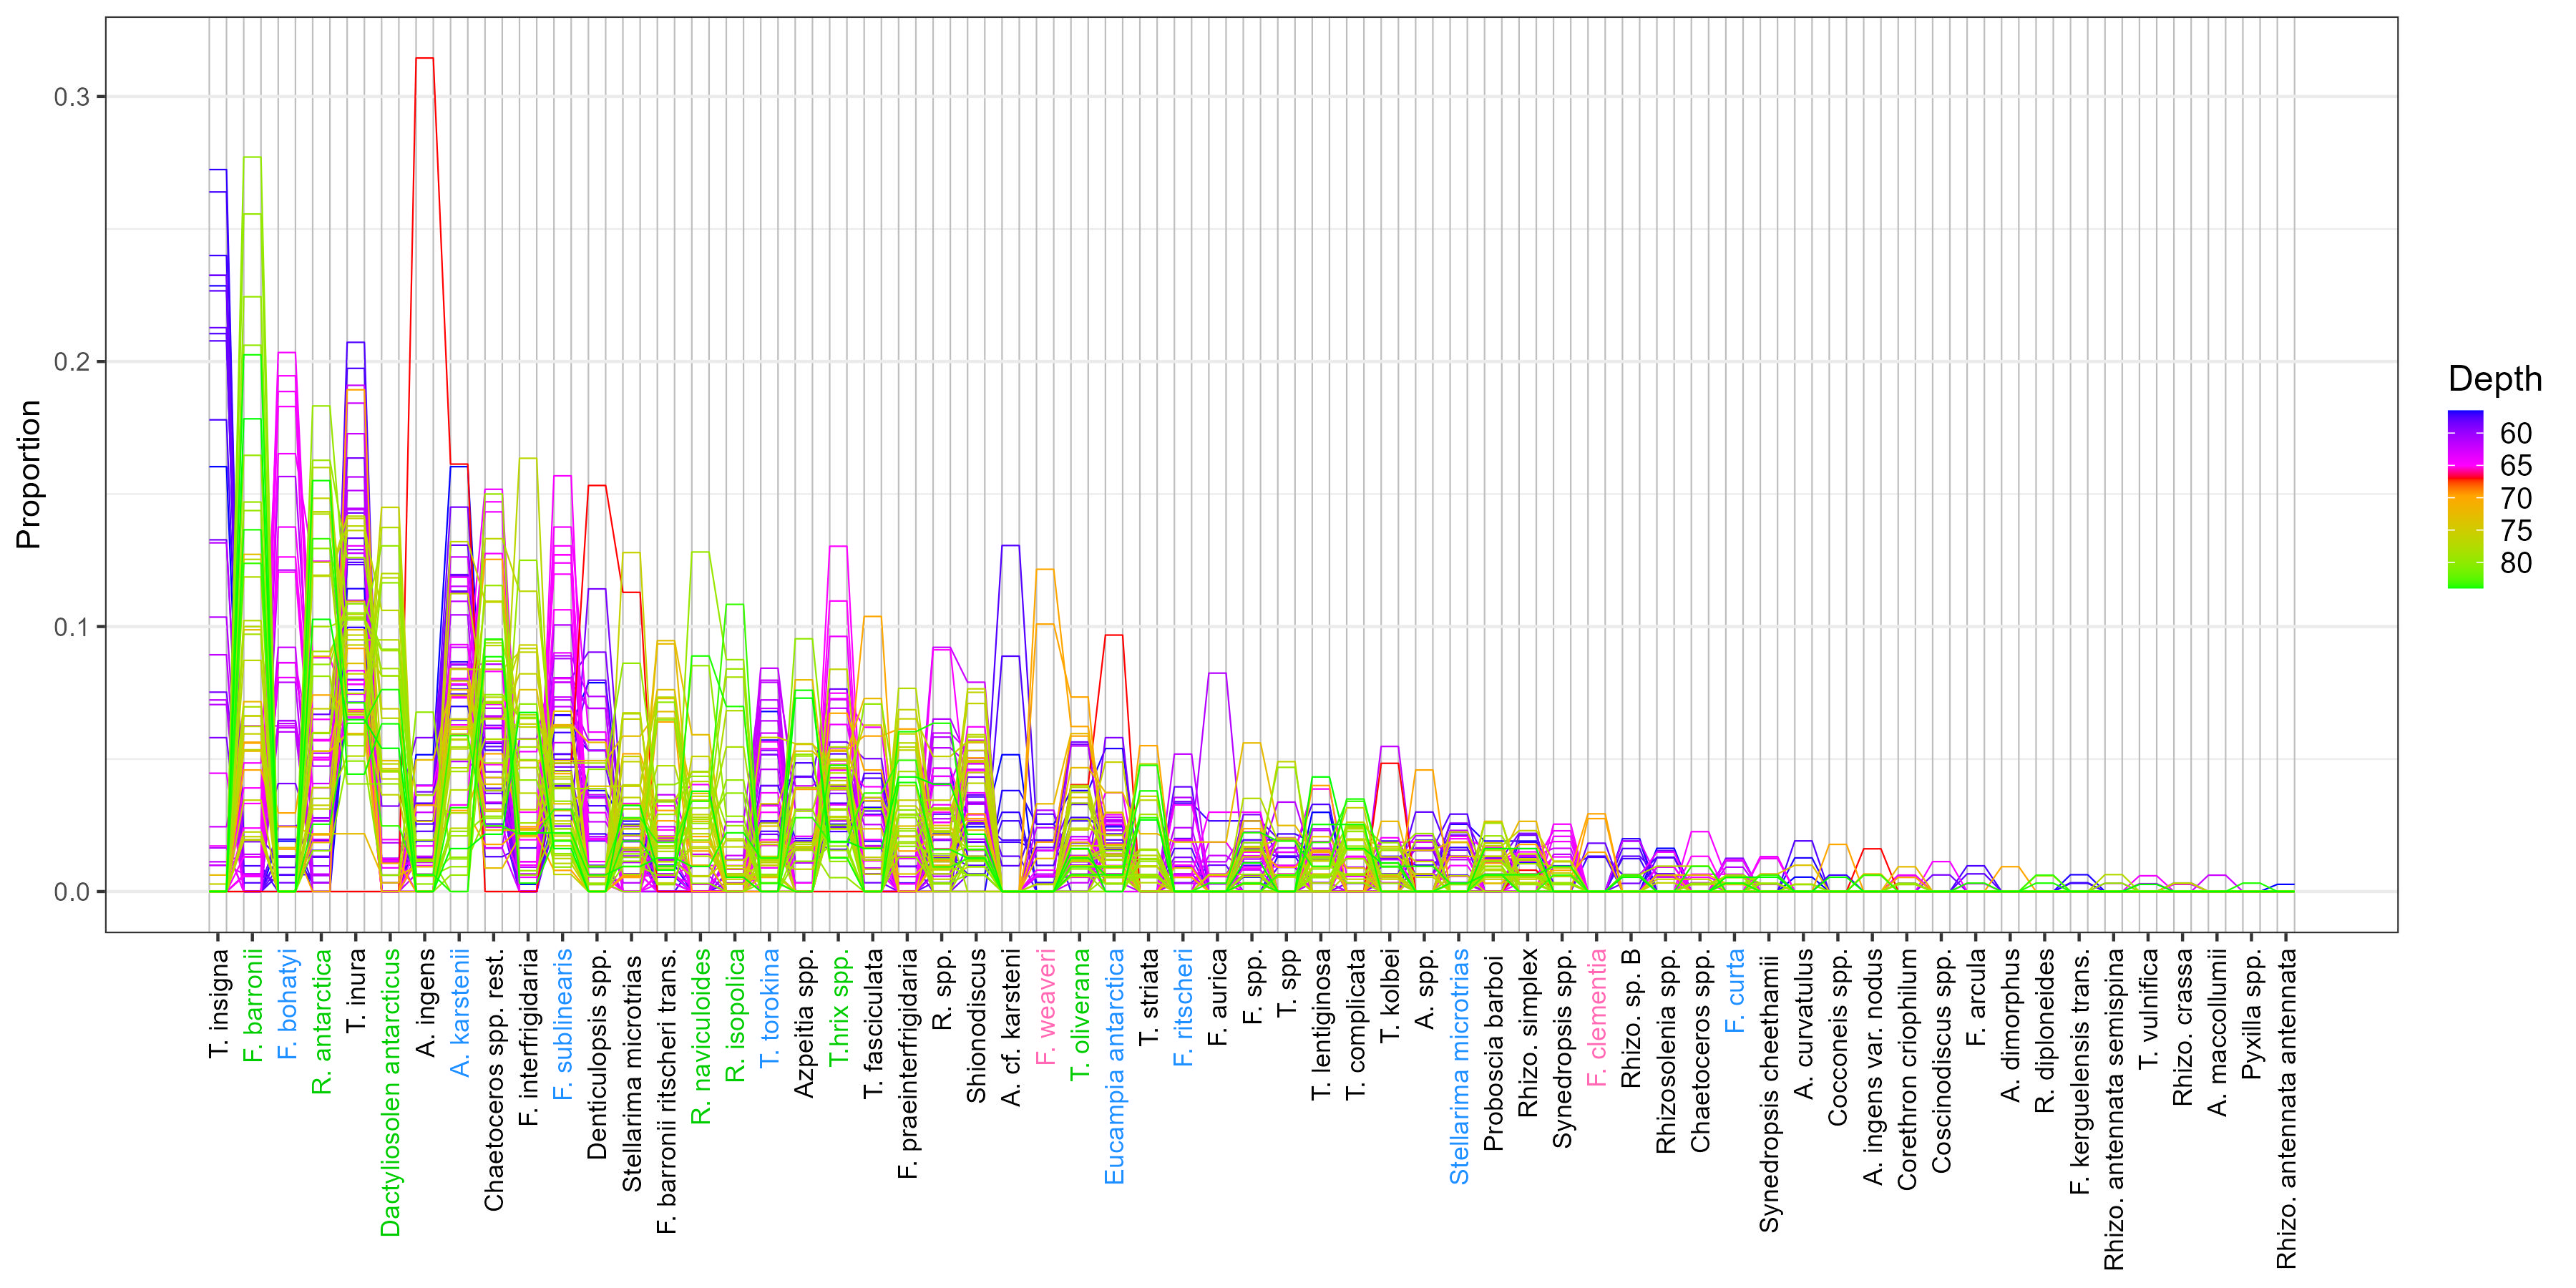 0.3
0.2
0.1
0.0
Proportion
T. insigna
F. barronii
F. bohatyi
R. antarctica
T. inura
Dactyliosolen antarcticus
A. ingens
A. karstenii
Chaetoceros spp. rest.
F. interfrigidaria
F. sublinearis
Denticulopsis spp.
Stellarima microtrias
F. barronii ritscheri trans.
R. naviculoides
R. isopolica
T. torokina
Azpeitia spp.
T.hrix spp.
T. fasciculata
F. praeinterfrigidaria
R. spp.
Shionodiscus
A. cf. karsteni
F. weaveri
T. oliverana
Eucampia antarctica
T. striata
F. ritscheri
F. aurica
F. spp.
T. spp
T. lentiginosa
T. complicata
T. kolbei
A. spp.
Stellarima microtrias
Proboscia barboi
Rhizo. simplex
Synedropsis spp.
F. clementia
Rhizo. sp. B
Rhizosolenia spp.
Chaetoceros spp.
F. curta
Synedropsis cheethamii
A. curvatulus
Cocconeis spp.
A. ingens var. nodus
Corethron criophilum
Coscinodiscus spp.
F. arcula
A. dimorphus
R. diploneides
F. kerguelensis trans.
Rhizo. antennata semispina
T. vulnifica
Rhizo. crassa
A. maccollumii
Pyxilla spp.
Rhizo. antennata antennata
Depth
60
65
70
75
80